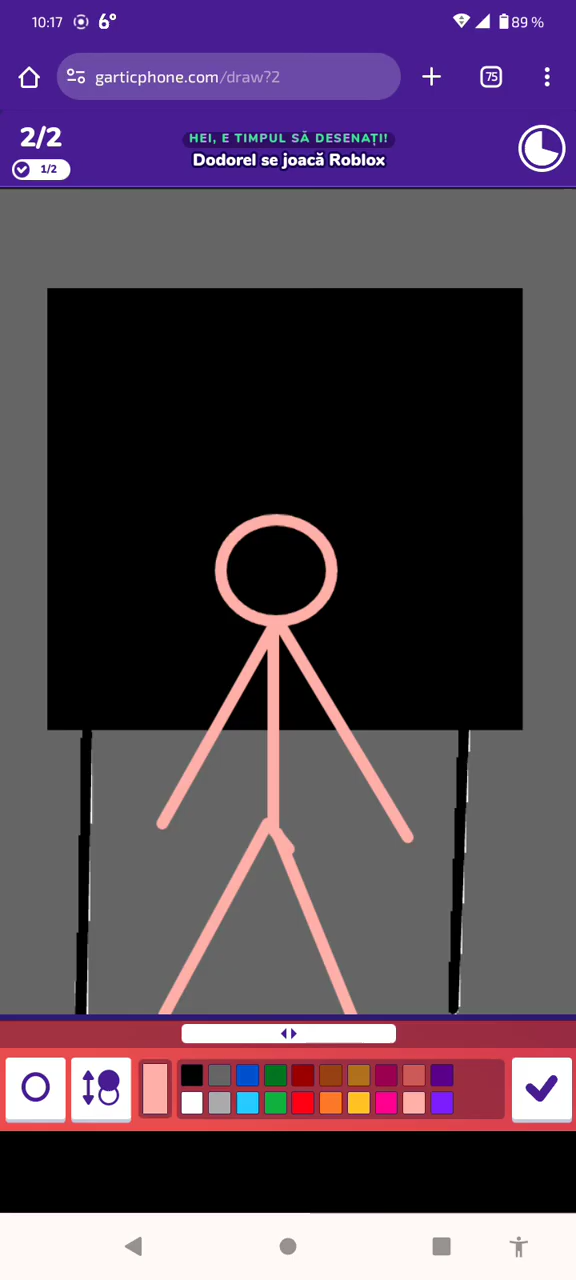 10:17 6° 89 %
garticphone.com/draw?2 75
2/2
HEI, E TIMPUL SĂ DESENAȚI!
Dodorel se joacă Roblox
1/2